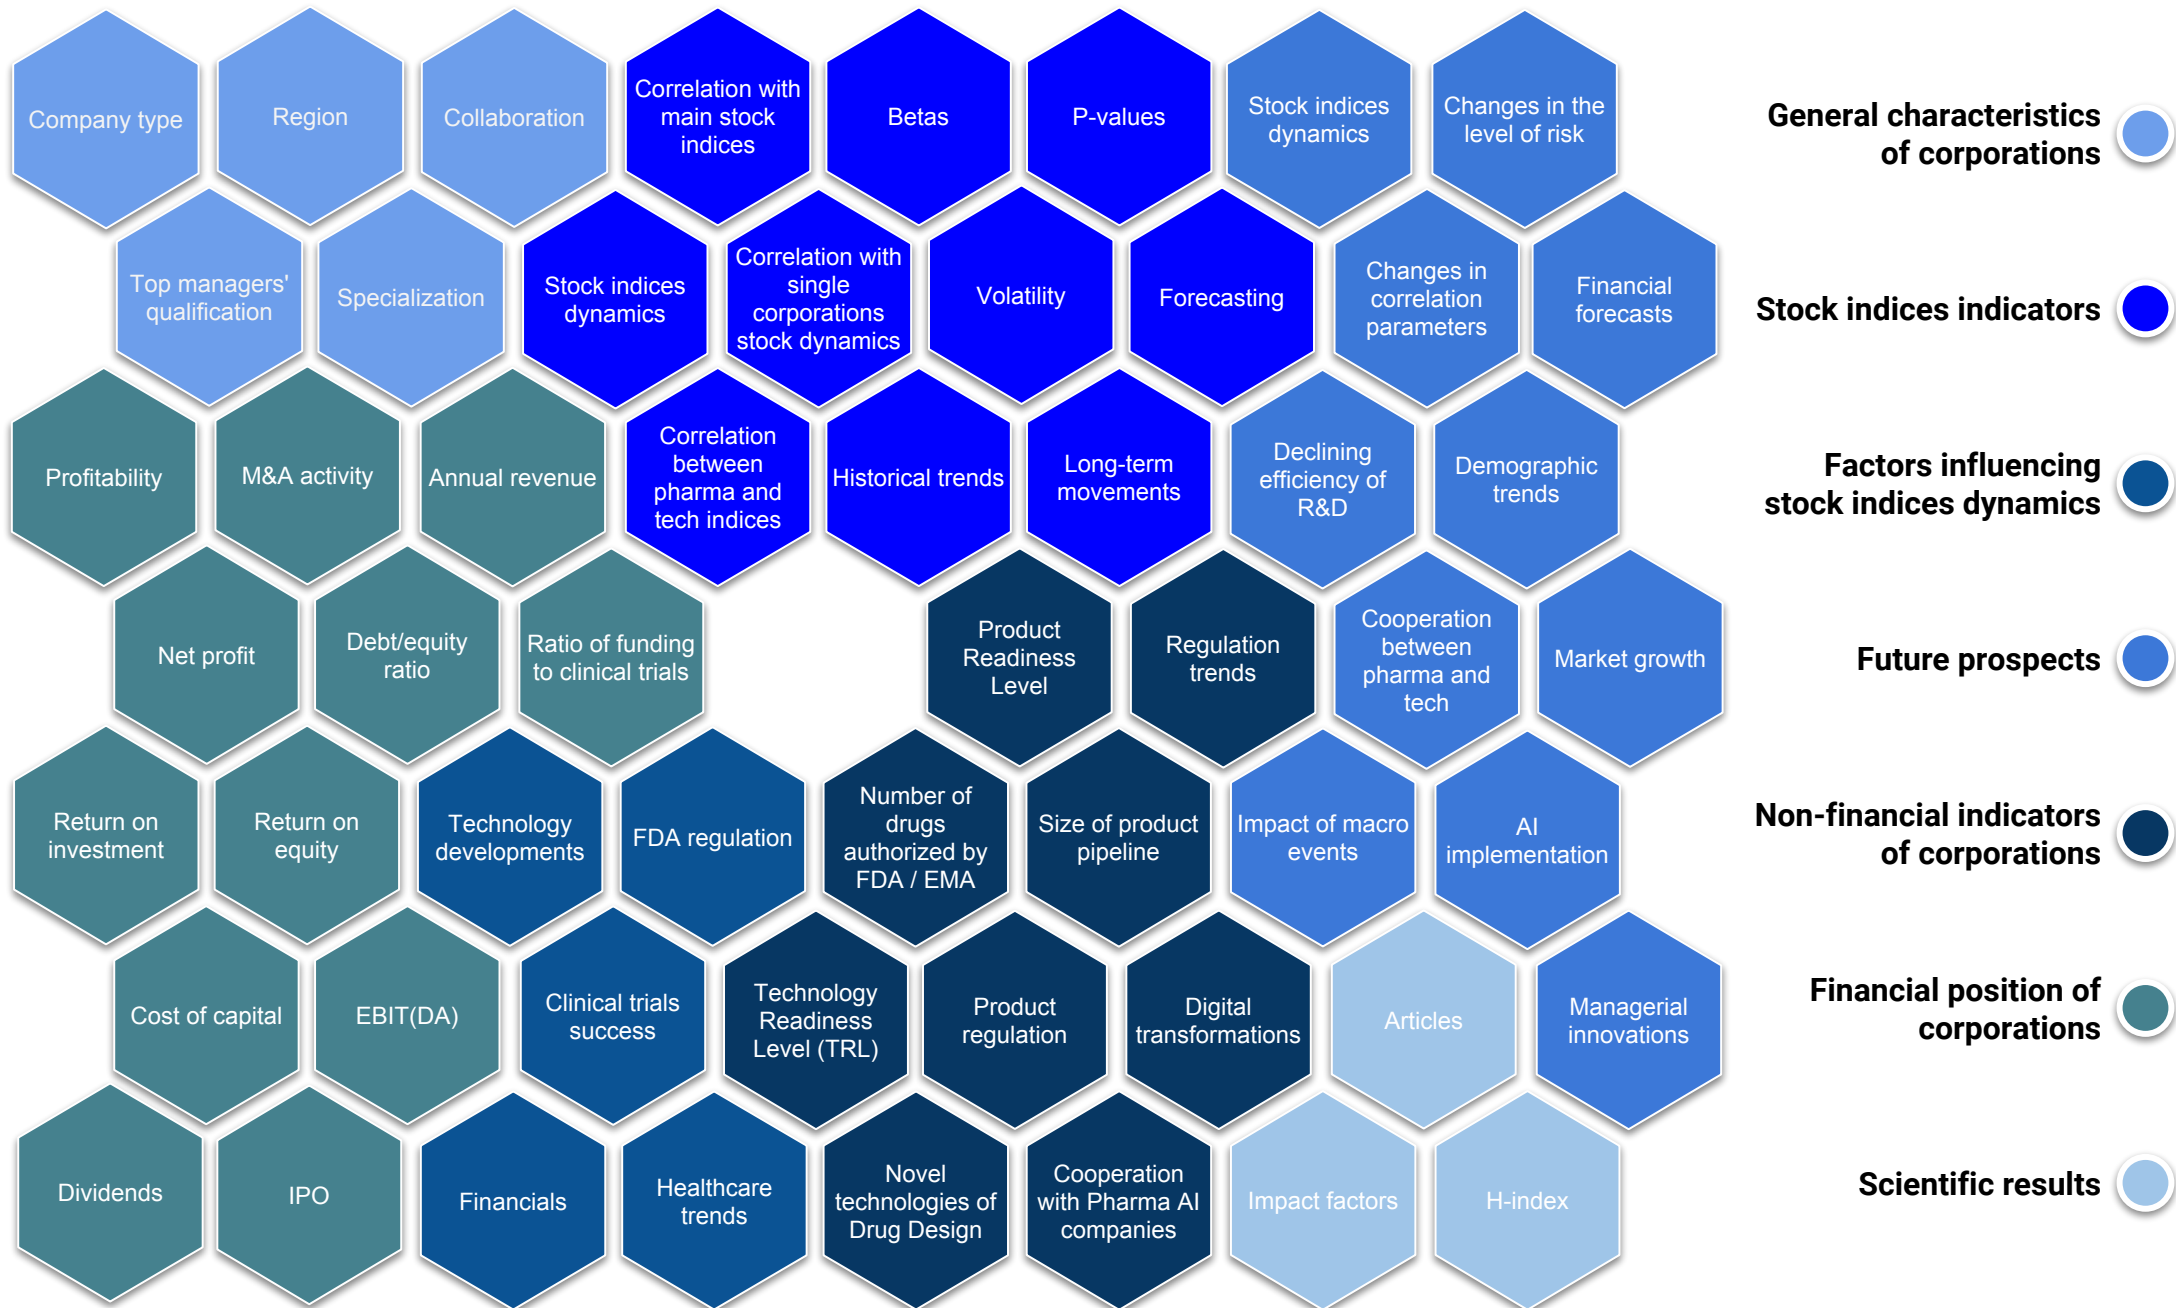 Company type
Region
Collaboration
Correlation with
main stock
indices
Betas
P-values
Stock indices
dynamics
Changes in the
level of risk
General characteristics
of corporations
Top managers'
qualification
Specialization
Stock indices
dynamics
Correlation with
single
corporations
stock dynamics
Volatility
Forecasting
Changes in
correlation
parameters
Financial
forecasts
Stock indices indicators
Profitability
M&A activity
Annual revenue
Correlation
between
pharma and
tech indices
Historical trends
Long-term
movements
Declining
efficiency of
R&D
Demographic
trends
Factors influencing
stock indices dynamics
Net profit
Debt/equity
ratio
Ratio of funding
to clinical trials
Product
Readiness
Level
Regulation
trends
Cooperation
between
pharma and
tech
Market growth
Future prospects
Return on
investment
Return on
equity
Technology
developments
FDA regulation
Number of
drugs
authorized by
FDA / EMA
Size of product
pipeline
Impact of macro
events
AI
implementation
Non-financial indicators
of corporations
Cost of capital
EBIT(DA)
Clinical trials
success
Technology
Readiness
Level (TRL)
Product
regulation
Digital
transformations
Articles
Managerial
innovations
Financial position of
corporations
Dividends
IPO
Financials
Healthcare
trends
Novel
technologies of
Drug Design
Cooperation
with Pharma AI
companies
Impact factors
H-index
Scientific results